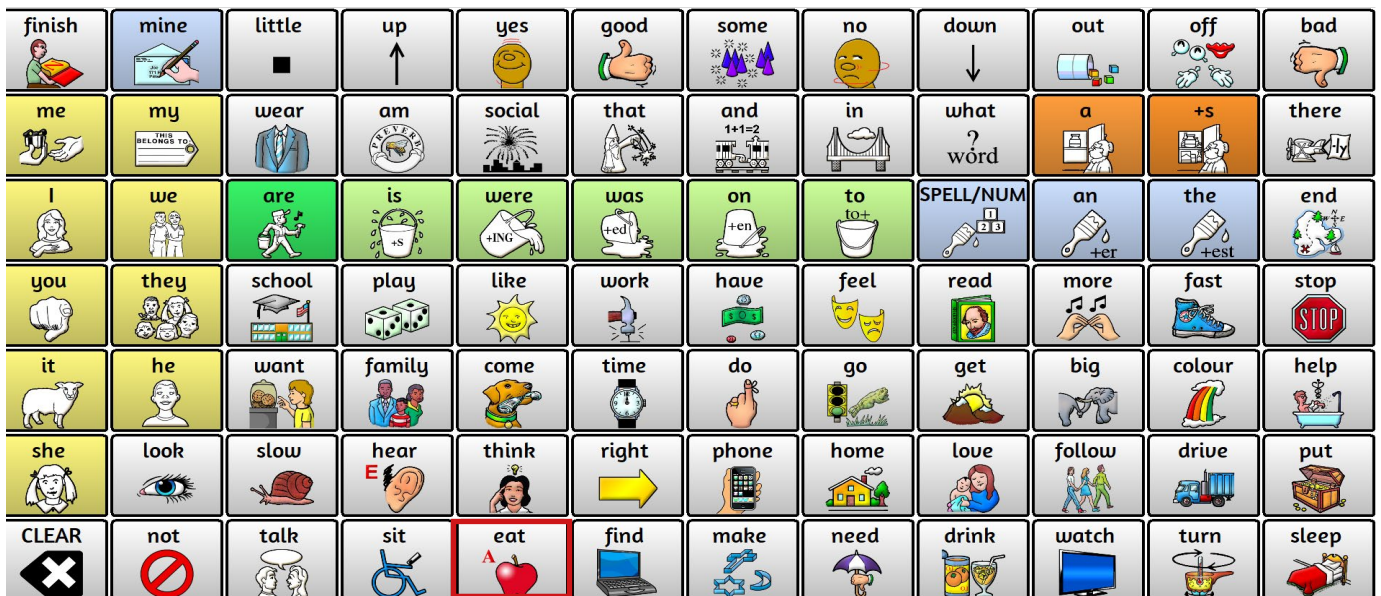 finish mine little up yes good some no down out off bad
me my wear am social that and in what a +s there
THIS BELONGS TO
PREVERB
1+1=2
?
word
-ly
I we are is were was on to SPELL/NUM an the end
+s +ING +ed +en to+ 1 2 3 +er +est N W E
you they school play like work have feel read more fast stop
STOP
it he want family come time do go get big colour help
she look slow hear think right phone home love follow drive put
E
CLEAR not talk sit eat find make need drink watch turn sleep
A